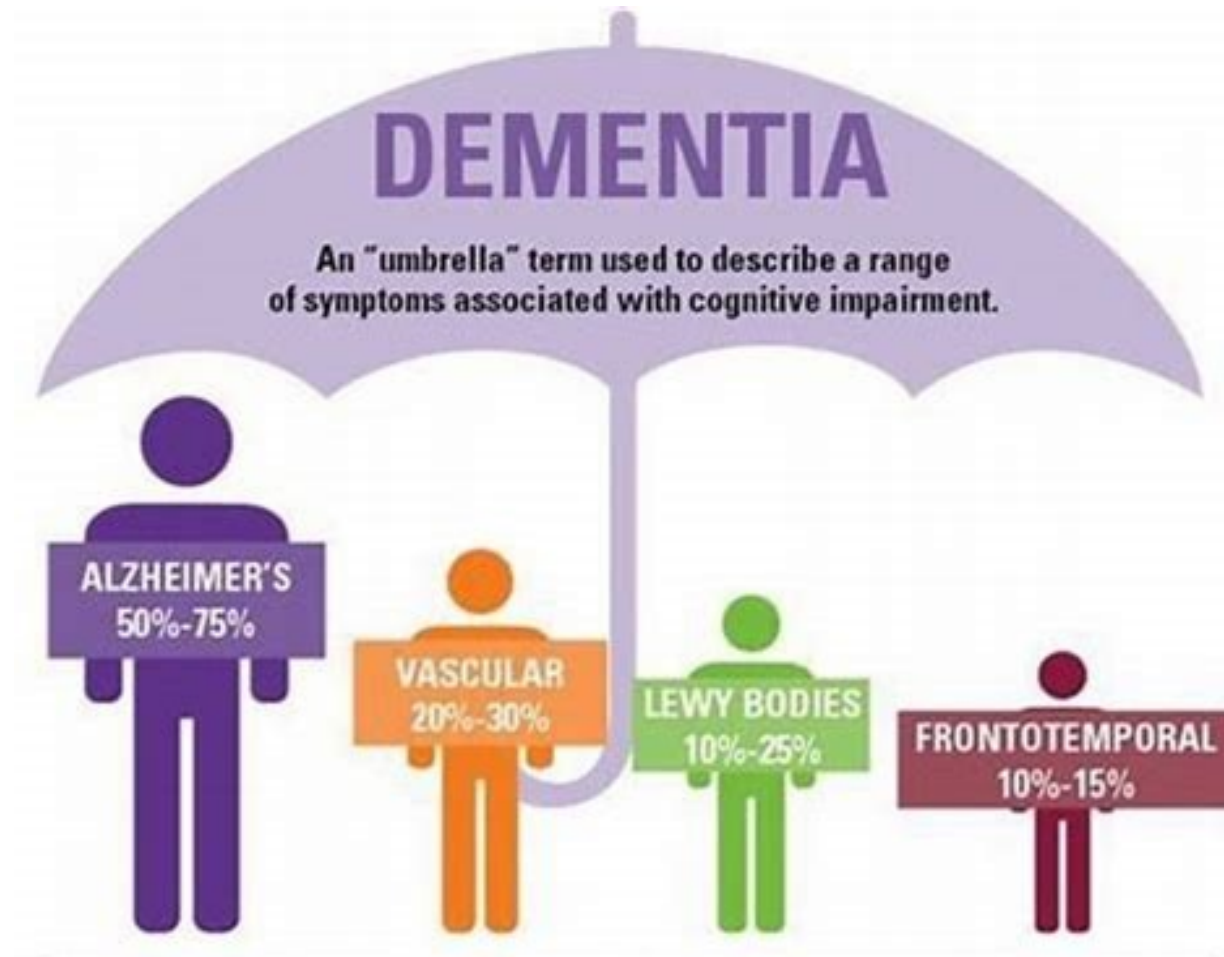 DEMENTIA
An "umbrella" term used to describe a range
of symptoms associated with cognitive impairment.
ALZHEIMER'S
50%-75%
VASCULAR
20%-30%
LEWY BODIES
10%-25%
FRONTOTEMPORAL
10%-15%